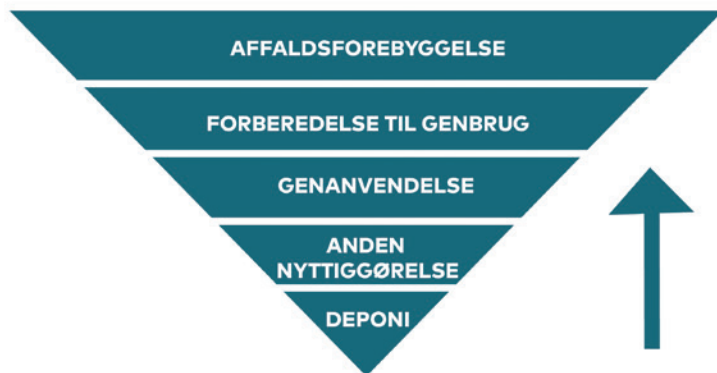 AFFALDSFOREBYGGELSE
FORBEREDELSE TIL GENBRUG
GENANVENDELSE
ANDEN
NYTTIGGØRELSE
DEPONI